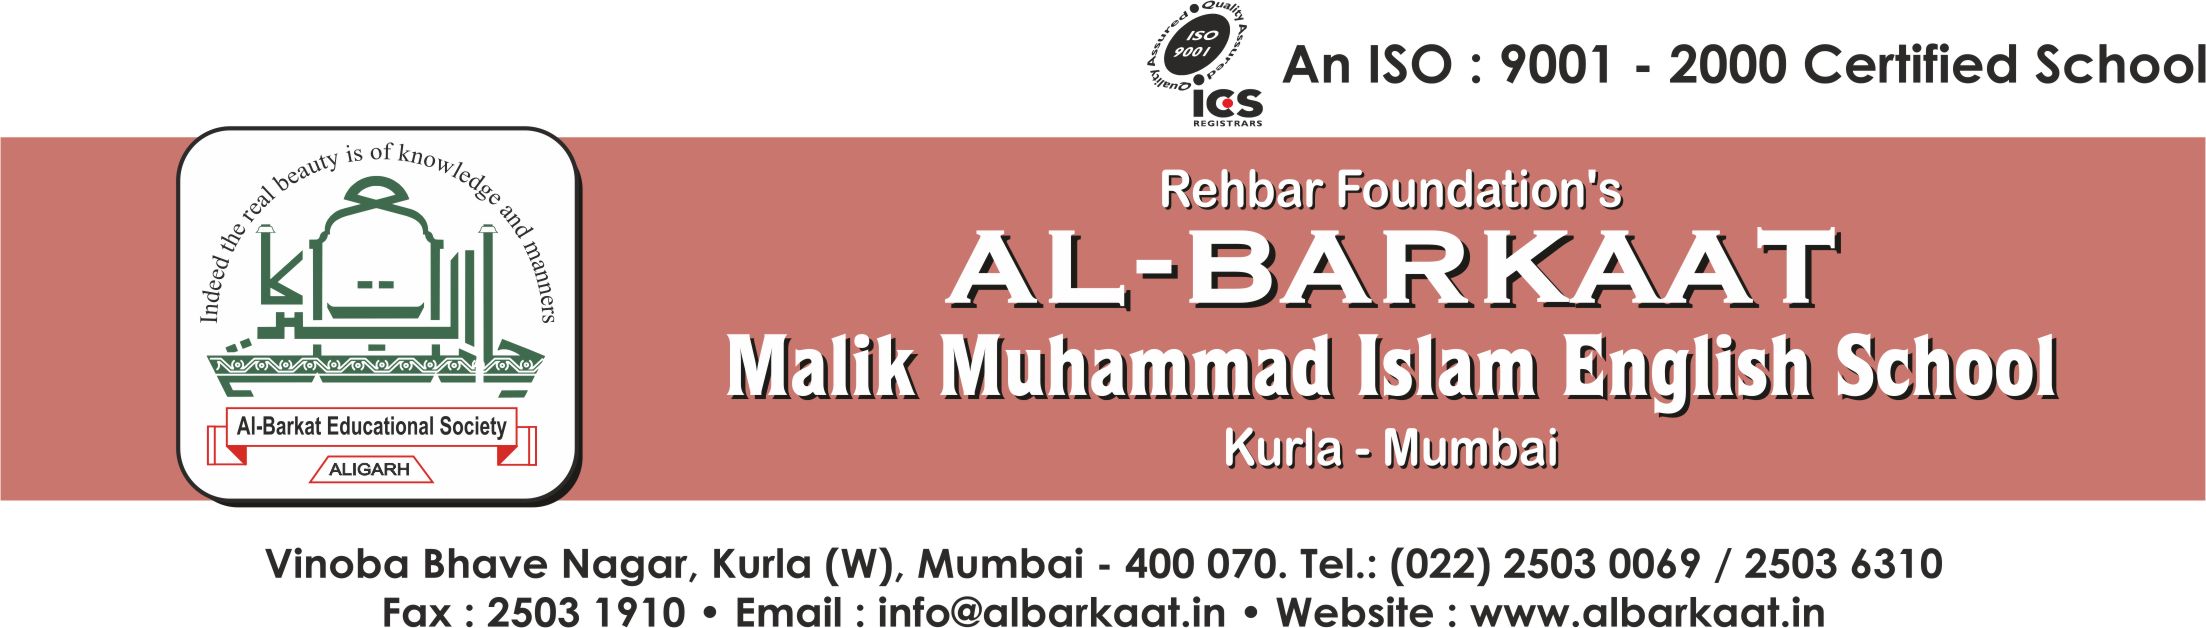 Quality Assured Quality Assured
ISO
9001
ICS
REGISTRARS
An ISO : 9001 - 2000 Certified School
Indeed the real beauty is of knowledge and manners
Al-Barkat Educational Society
ALIGARH
Rehbar Foundation's
AL-BARKAAT
Malik Muhammad Islam English School
Kurla - Mumbai
Vinoba Bhave Nagar, Kurla (W), Mumbai - 400 070. Tel.: (022) 2503 0069 / 2503 6310
Fax : 2503 1910 • Email : info@albarkaat.in • Website : www.albarkaat.in